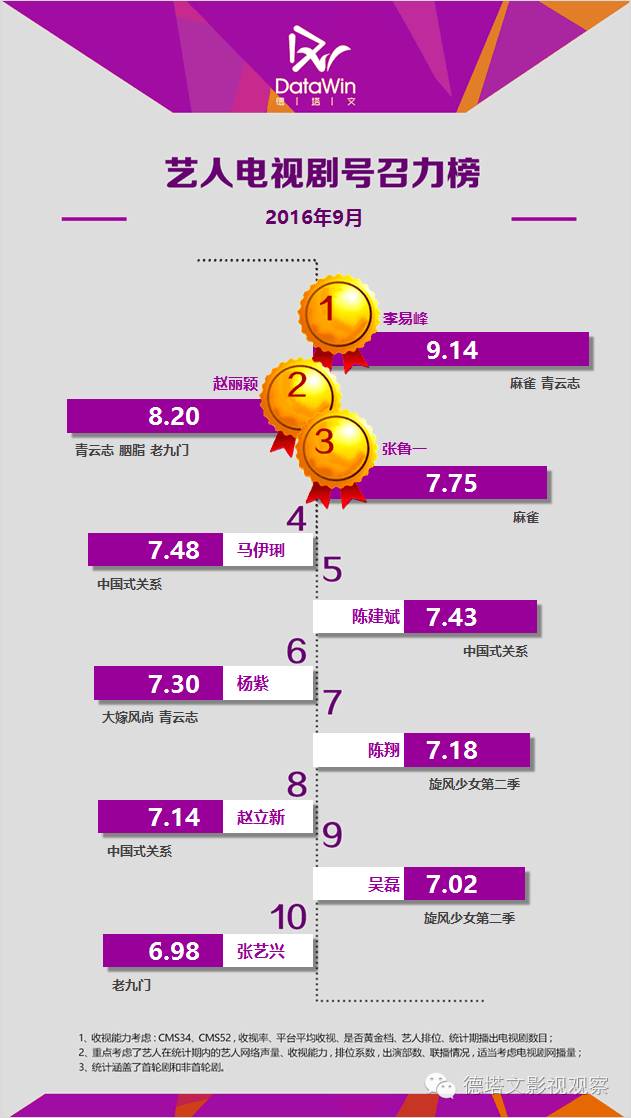 DataWin
德 | 塔 | 文
艺人电视剧号召力榜
2016年9月
1
李易峰
9.14
麻雀 青云志
2
赵丽颖
8.20
青云志 胭脂 老九门
3
张鲁一
7.75
麻雀
4
7.48 马伊琍
中国式关系
5
陈建斌 7.43
中国式关系
6
7.30 杨紫
大嫁风尚 青云志
7
陈翔 7.18
旋风少女第二季
8
7.14 赵立新
中国式关系
9
吴磊 7.02
旋风少女第二季
10
6.98 张艺兴
老九门
1、收视能力考虑：CMS34、CMS52，收视率、平台平均收视、是否黄金档、艺人排位、统计期播出电视剧数目；
2、重点考虑了艺人在统计期内的艺人网络声量、收视能力，排位系数，出演部数、联播情况，适当考虑电视剧网播量；
3、统计涵盖了首轮剧和非首轮剧。
德塔文影视观察